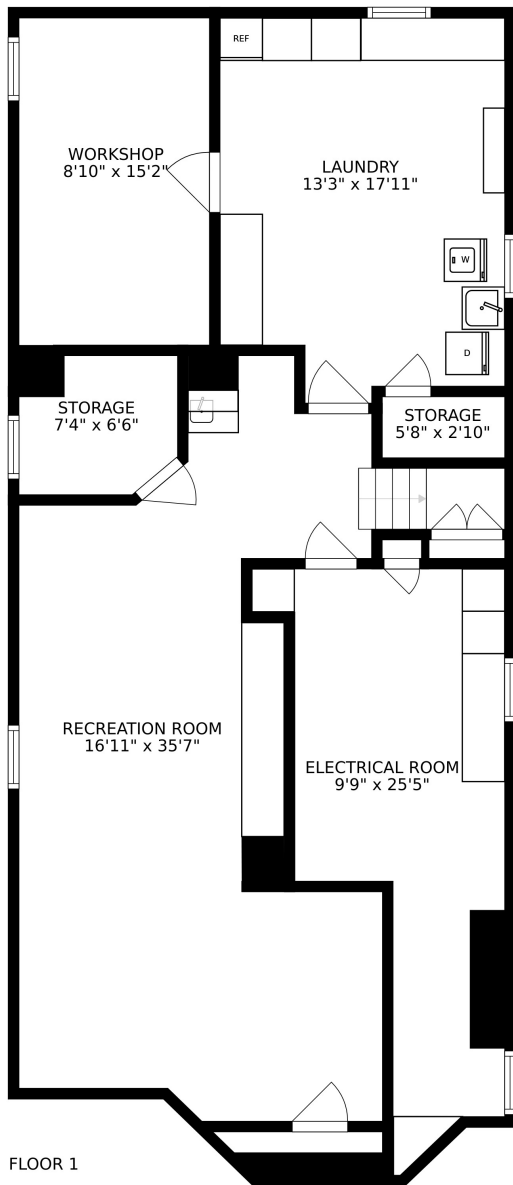 REF
WORKSHOP
8'10" x 15'2"
LAUNDRY
13'3" x 17'11"
W
D
STORAGE
7'4" x 6'6"
STORAGE
5'8" x 2'10"
RECREATION ROOM
16'11" x 35'7"
ELECTRICAL ROOM
9'9" x 25'5"
FLOOR 1